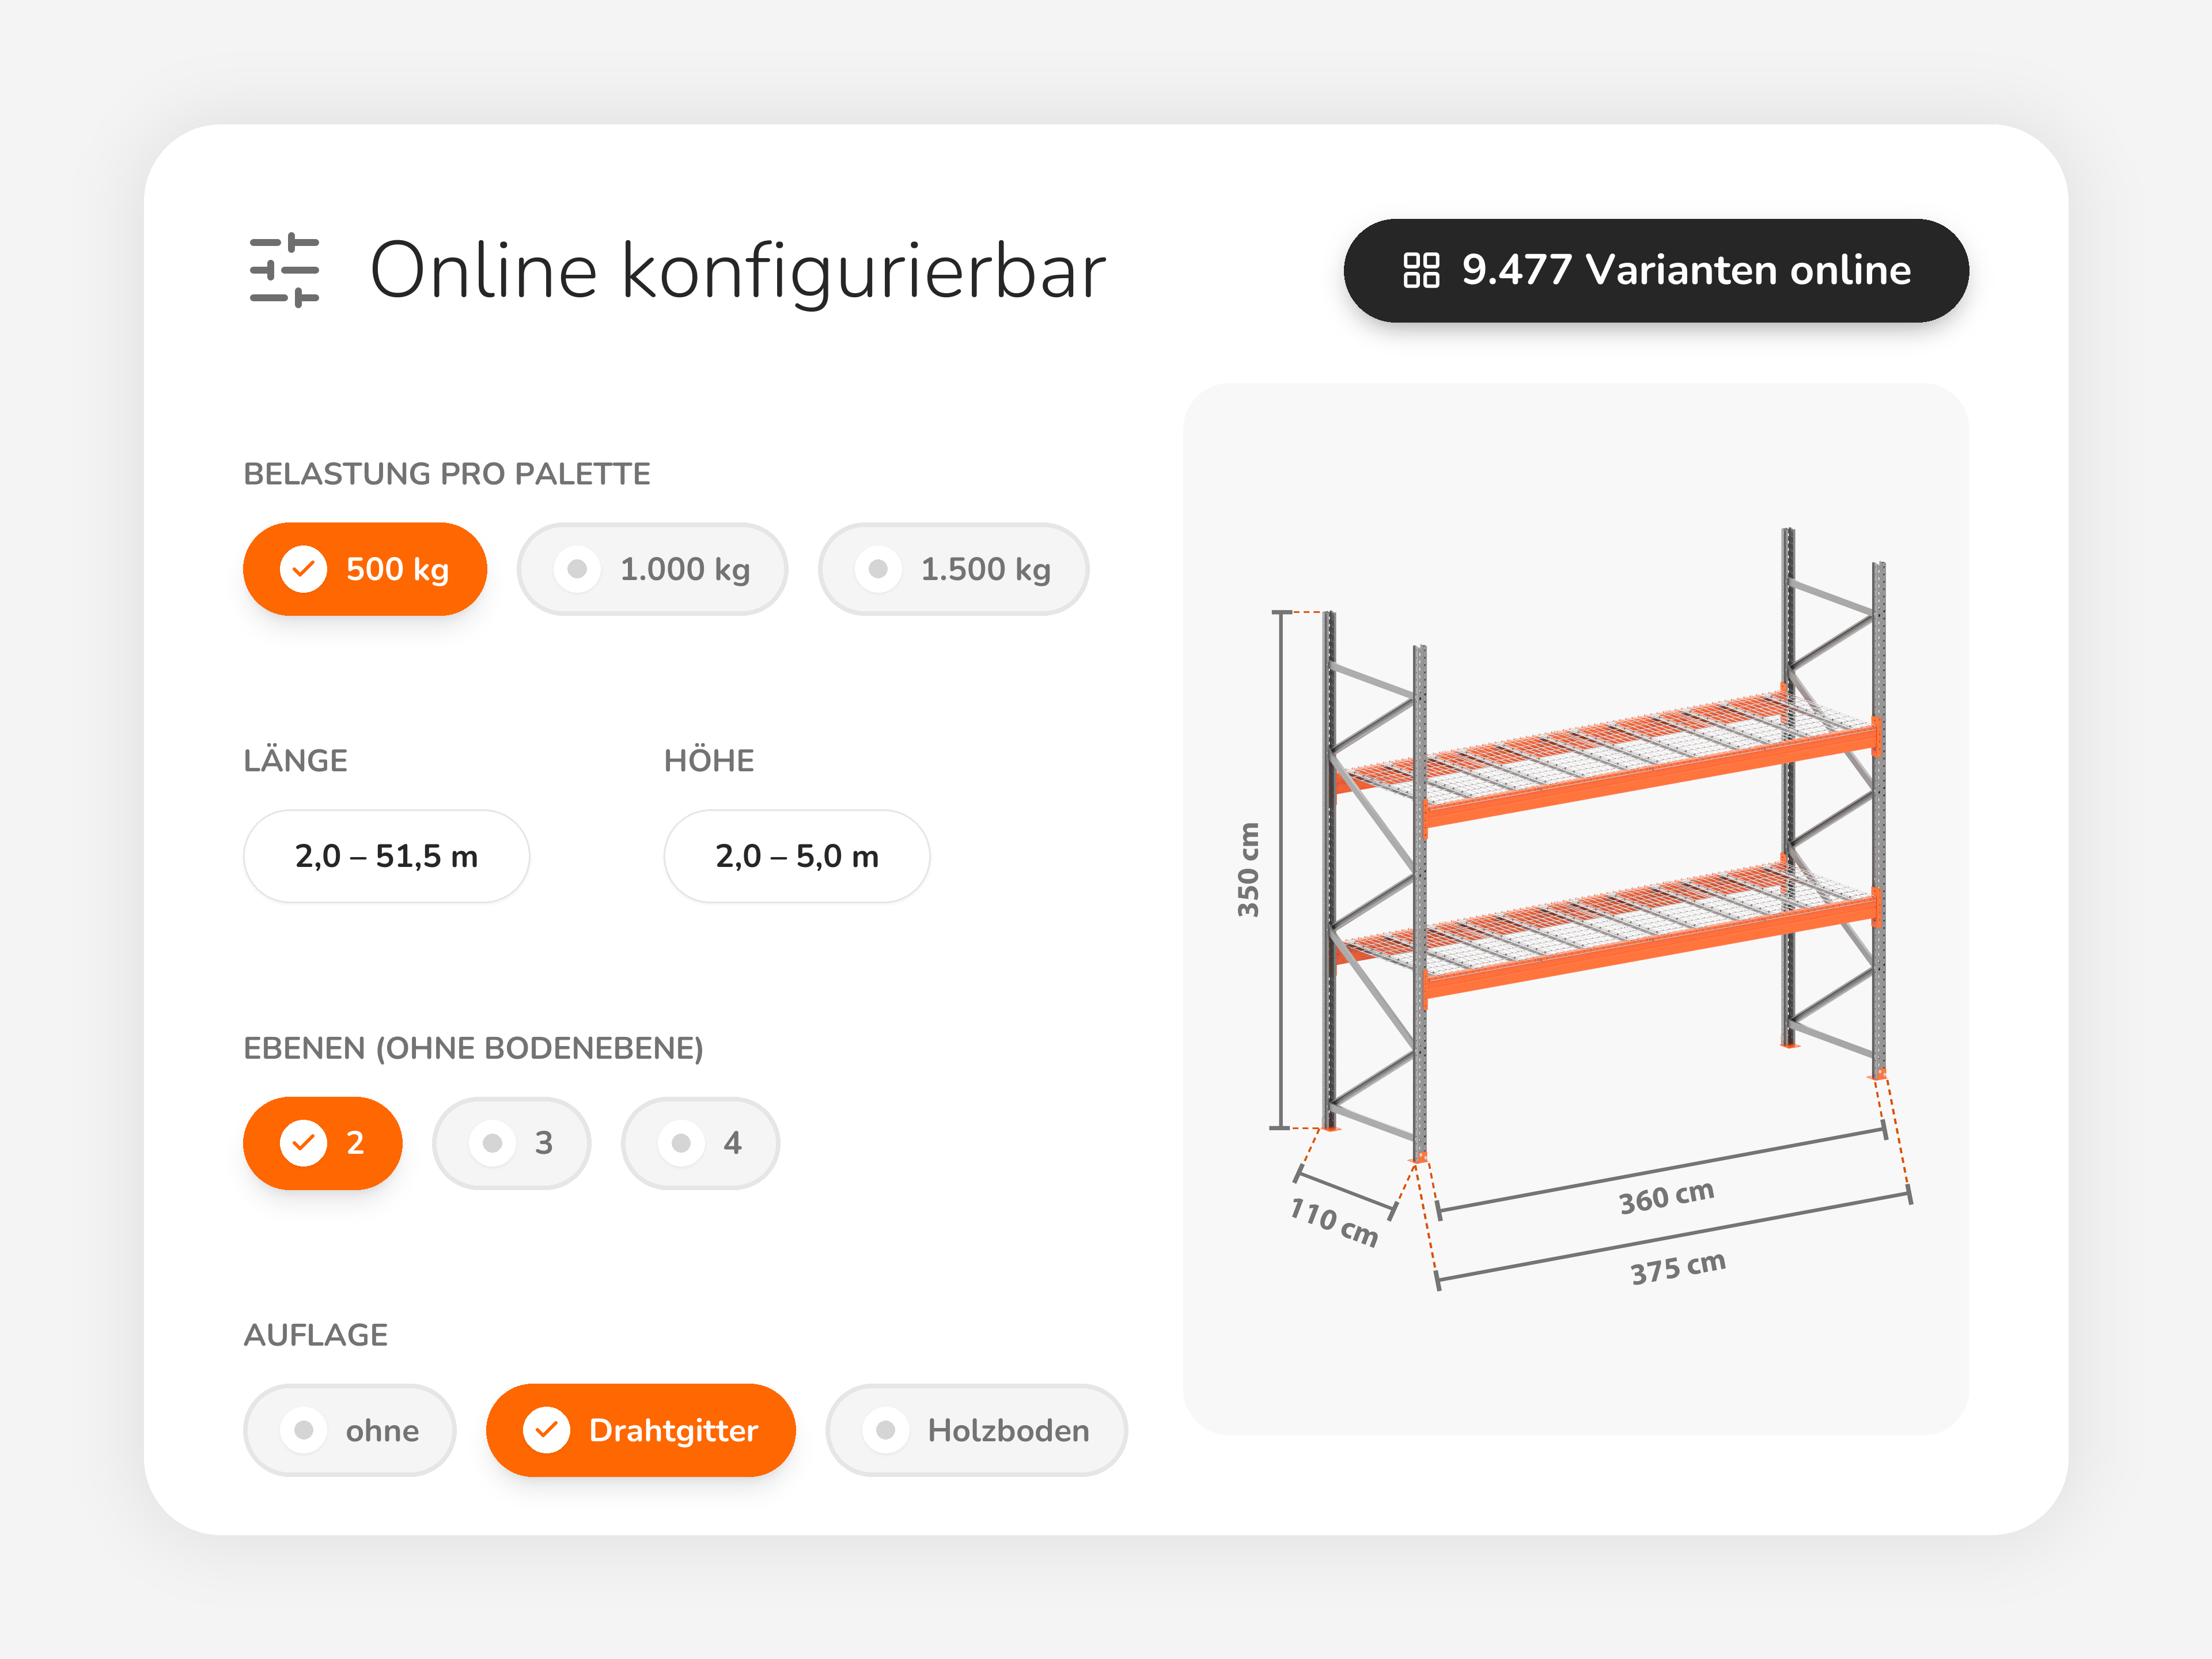 Online konfigurierbar
9.477 Varianten online
BELASTUNG PRO PALETTE
500 kg
1.000 kg
1.500 kg
LÄNGE
HÖHE
2,0 – 51,5 m
2,0 – 5,0 m
EBENEN (OHNE BODENEBENE)
2
3
4
AUFLAGE
ohne
Drahtgitter
Holzboden
350 cm
110 cm
360 cm
375 cm